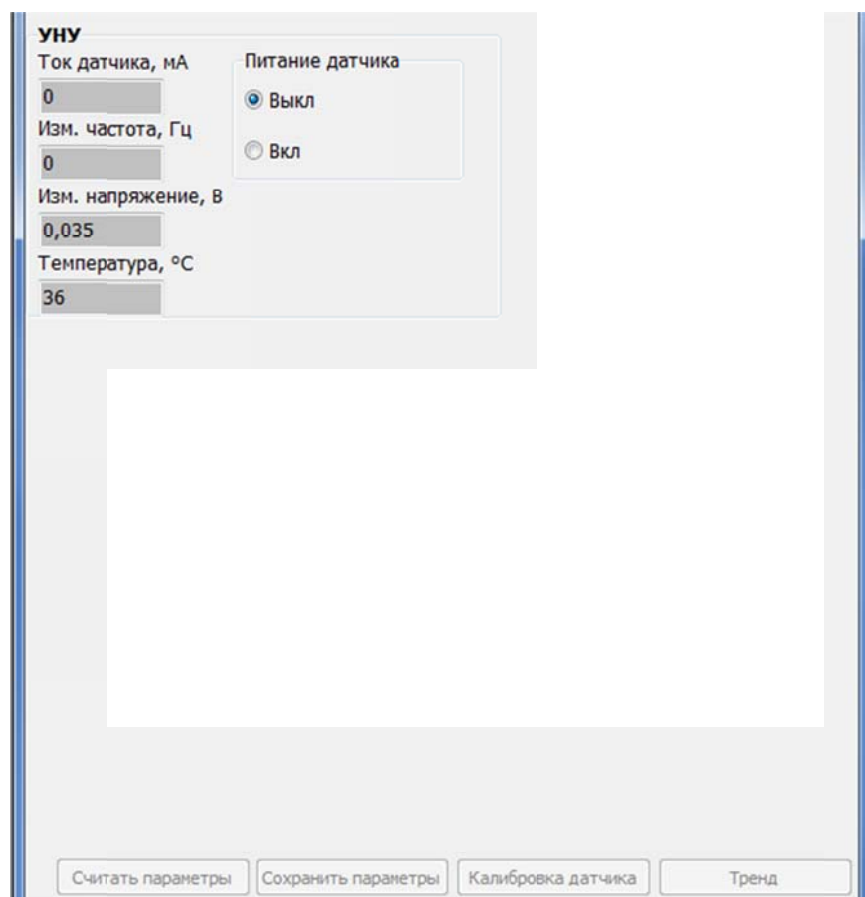 УНУ
Ток датчика, мА
0
Изм. частота, Гц
0
Изм. напряжение, В
0,035
Температура, °С
36
Питание датчика
Выкл
Вкл
Считать параметры
Сохранить параметры
Калибровка датчика
Тренд